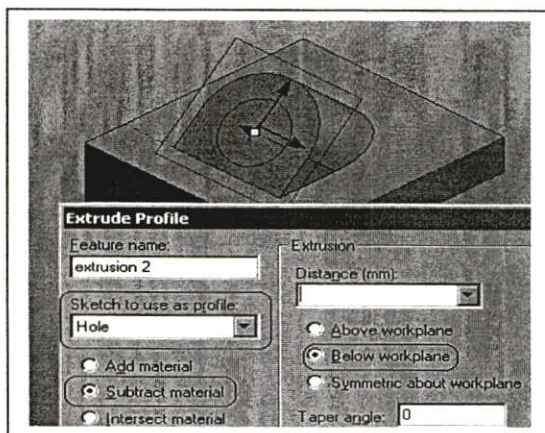 Extrude Profile
Feature name:
extrusion 2
Sketch to use as profile:
Hole
Add material
Subtract material
Intersect material
Extrusion
Distance (mm):
Above workplane
Below workplane
Symmetric about workplane
Taper angle: 0